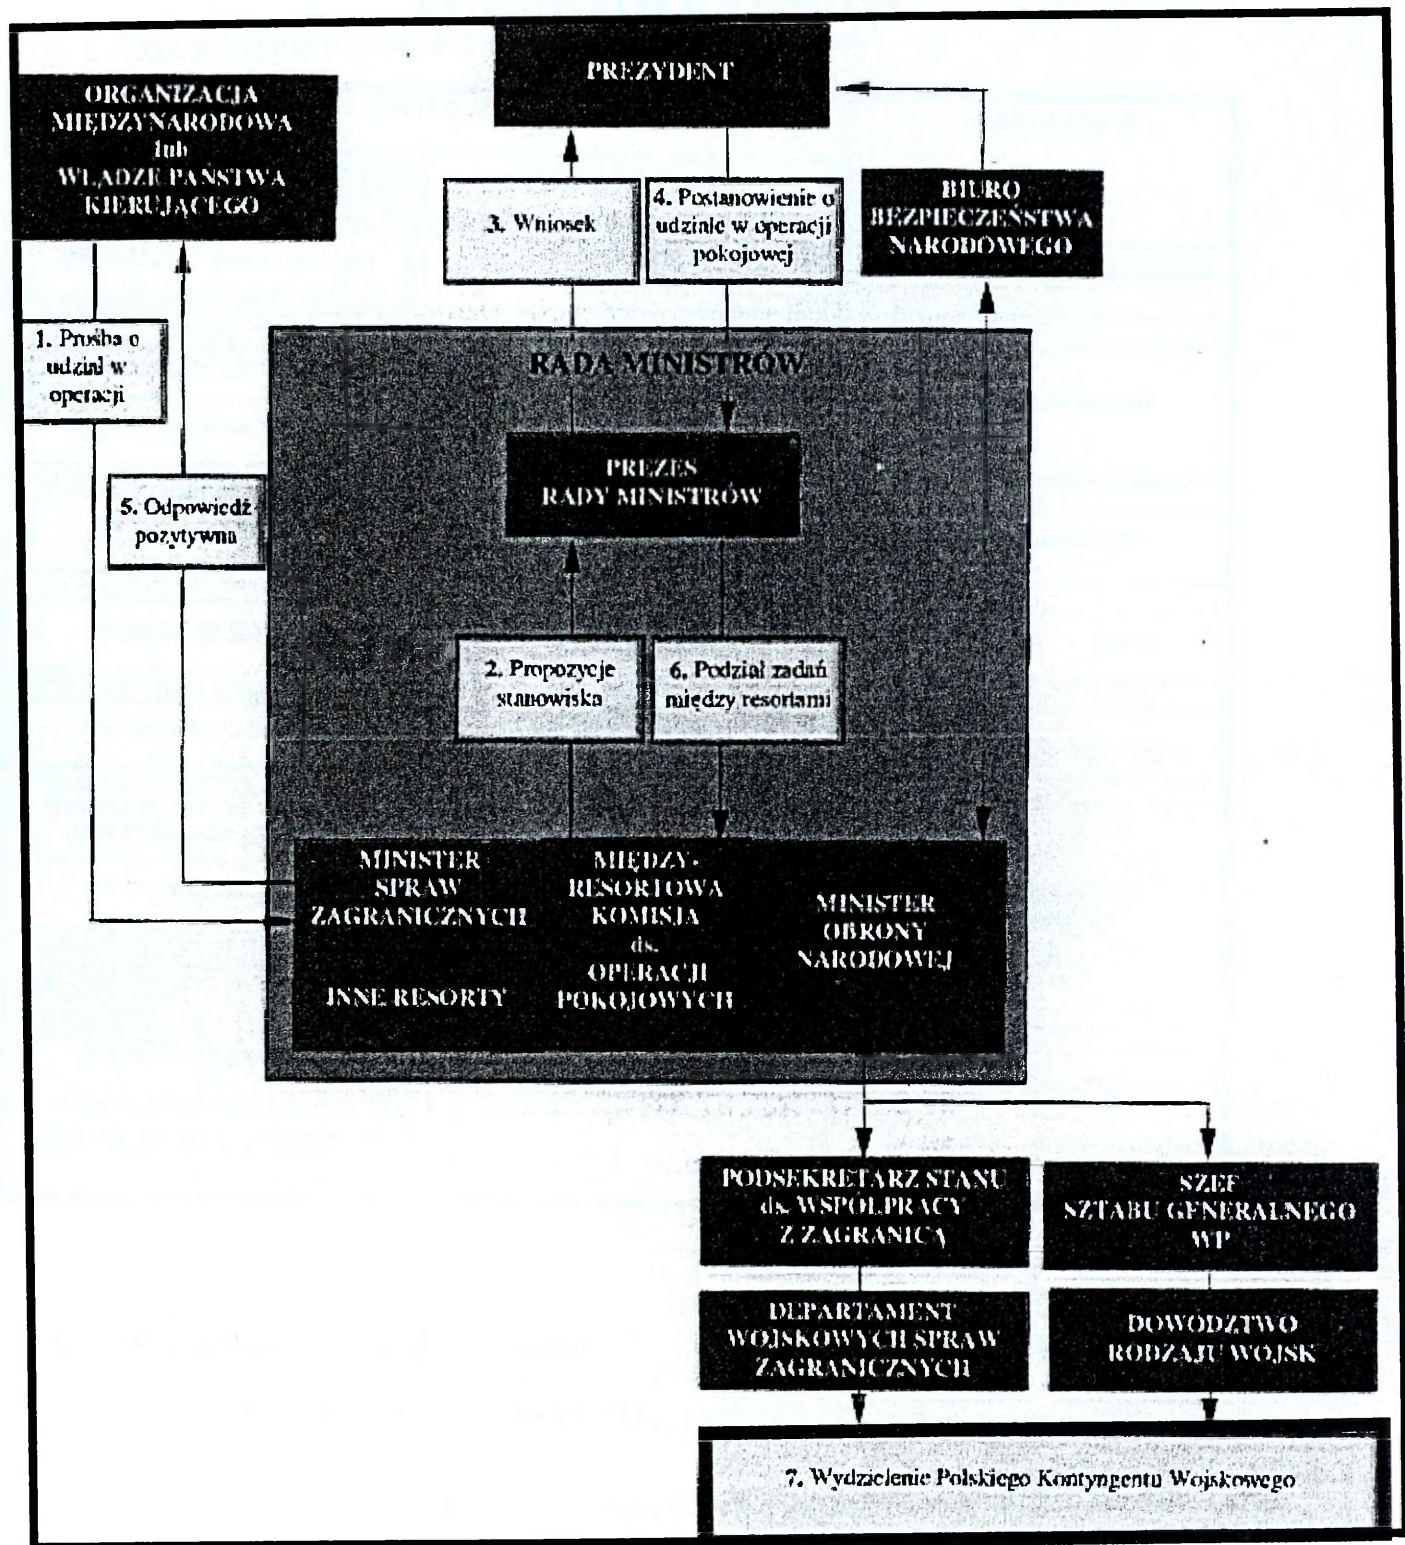 PREZYDENT
ORGANIZACJA
MIĘDZYNARODOWA
lub
WŁADZE PAŃSTWA
KIERUJĄCEGO
BIURO
BEZPIECZEŃSTWA
NARODOWEGO
3. Wniosek
4. Postanowienie o
udziale w operacji
pokojowej
1. Prośba o
udział w
operacji
RADA MINISTRÓW
PREZES
RADY MINISTRÓW
5. Odpowiedź
pozytywna
2. Propozycje
stanowiska
6. Podział zadań
między resortami
MINISTER
SPRAW
ZAGRANICZNYCH
INNE RESORTY
MIĘDZY-
RESORTOWA
KOMISJA
ds.
OPERACJI
POKOJOWYCH
MINISTER
OBRONY
NARODOWEJ
PODSEKRETARZ STANU
ds. WSPÓŁPRACY
Z ZAGRANICĄ
SZEF
SZTABU GENERALNEGO
WP
DEPARTAMENT
WOJSKOWYCH SPRAW
ZAGRANICZNYCH
DOWÓDZTWO
RODZAJU WOJSK
7. Wydzielenie Polskiego Kontyngentu Wojskowego